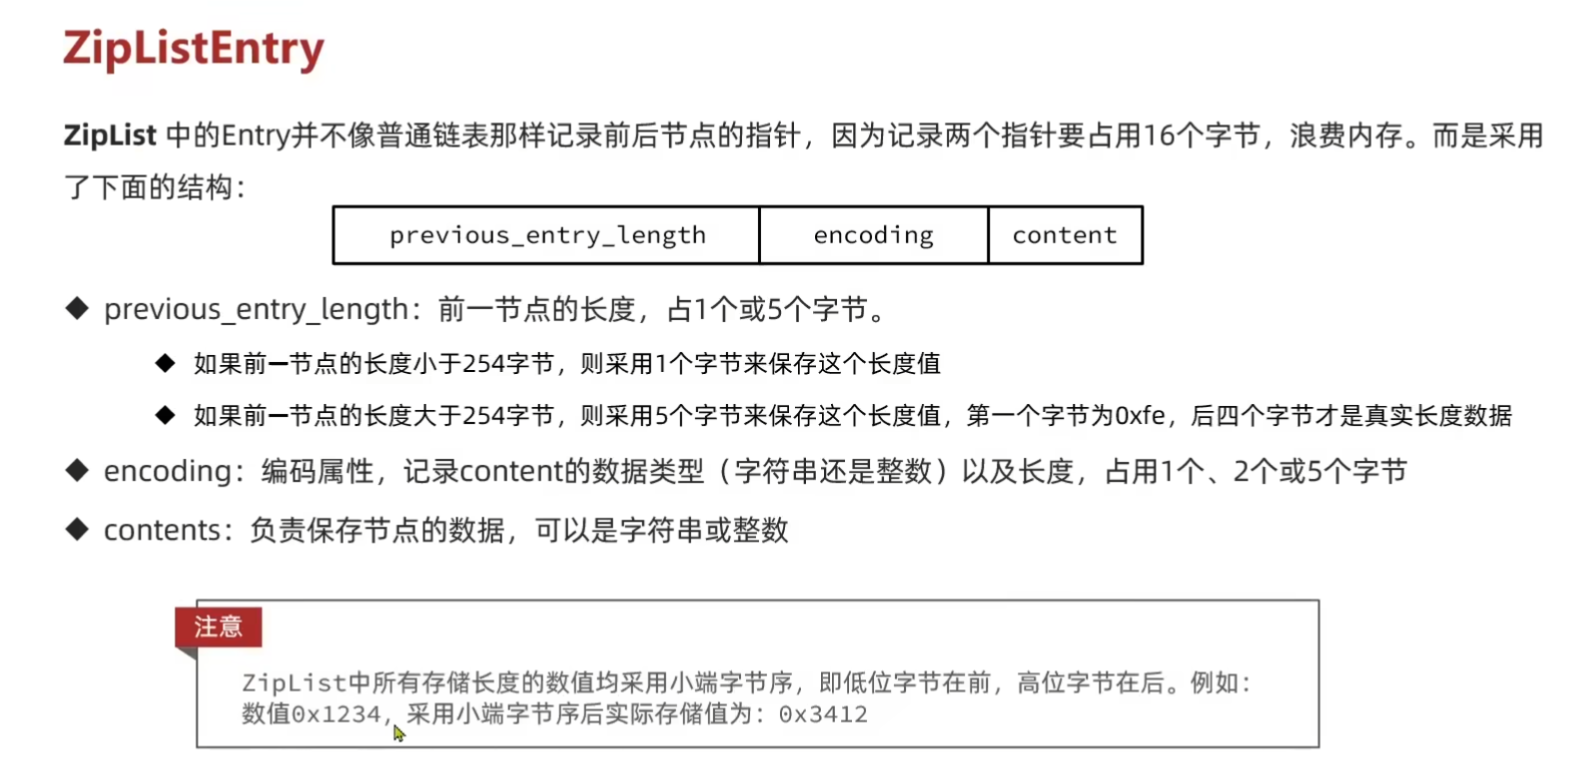 ZipListEntry
ZipList 中的Entry并不像普通链表那样记录前后节点的指针，因为记录两个指针要占用16个字节，浪费内存。而是采用
了下面的结构：
previous_entry_length encoding content
◆ previous_entry_length：前一节点的长度，占1个或5个字节。
◆ 如果前一节点的长度小于254字节，则采用1个字节来保存这个长度值
◆ 如果前一节点的长度大于254字节，则采用5个字节来保存这个长度值，第一个字节为0xfe，后四个字节才是真实长度数据
◆ encoding：编码属性，记录content的数据类型（字符串还是整数）以及长度，占用1个、2个或5个字节
◆ contents：负责保存节点的数据，可以是字符串或整数
注意
ZipList中所有存储长度的数值均采用小端字节序，即低位字节在前，高位字节在后。例如：
数值0x1234，采用小端字节序后实际存储值为：0x3412